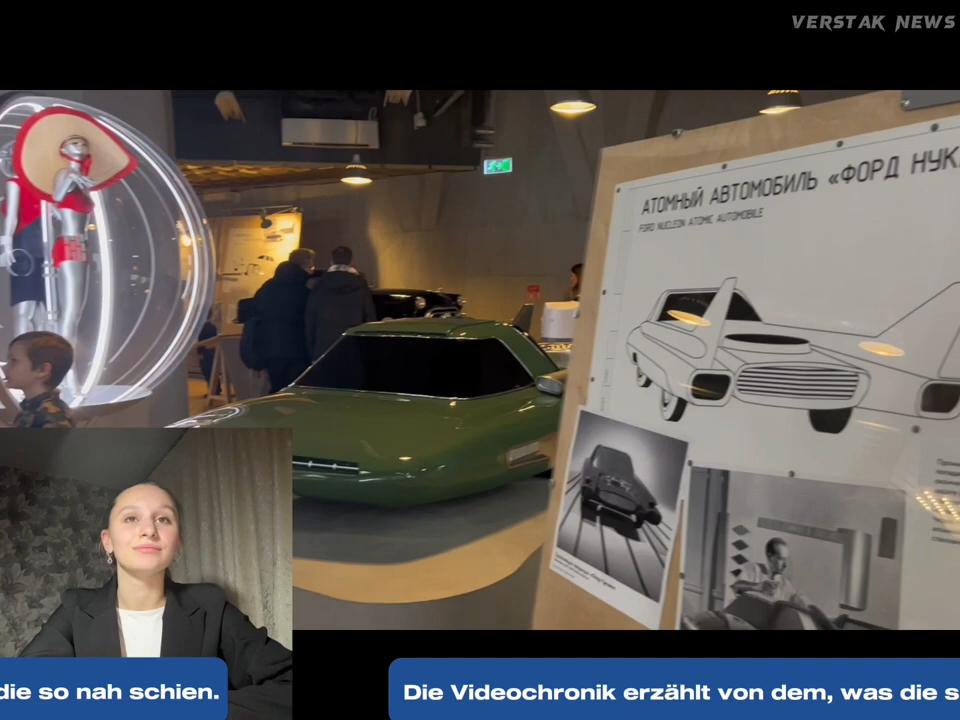 VERSTAK NEWS
АТОМНЫЙ АВТОМОБИЛЬ «ФОРД НУК
FORD NUCLEON ATOMIC AUTOMOBILE
die so nah schien.
Die Videochronik erzählt von dem, was die s